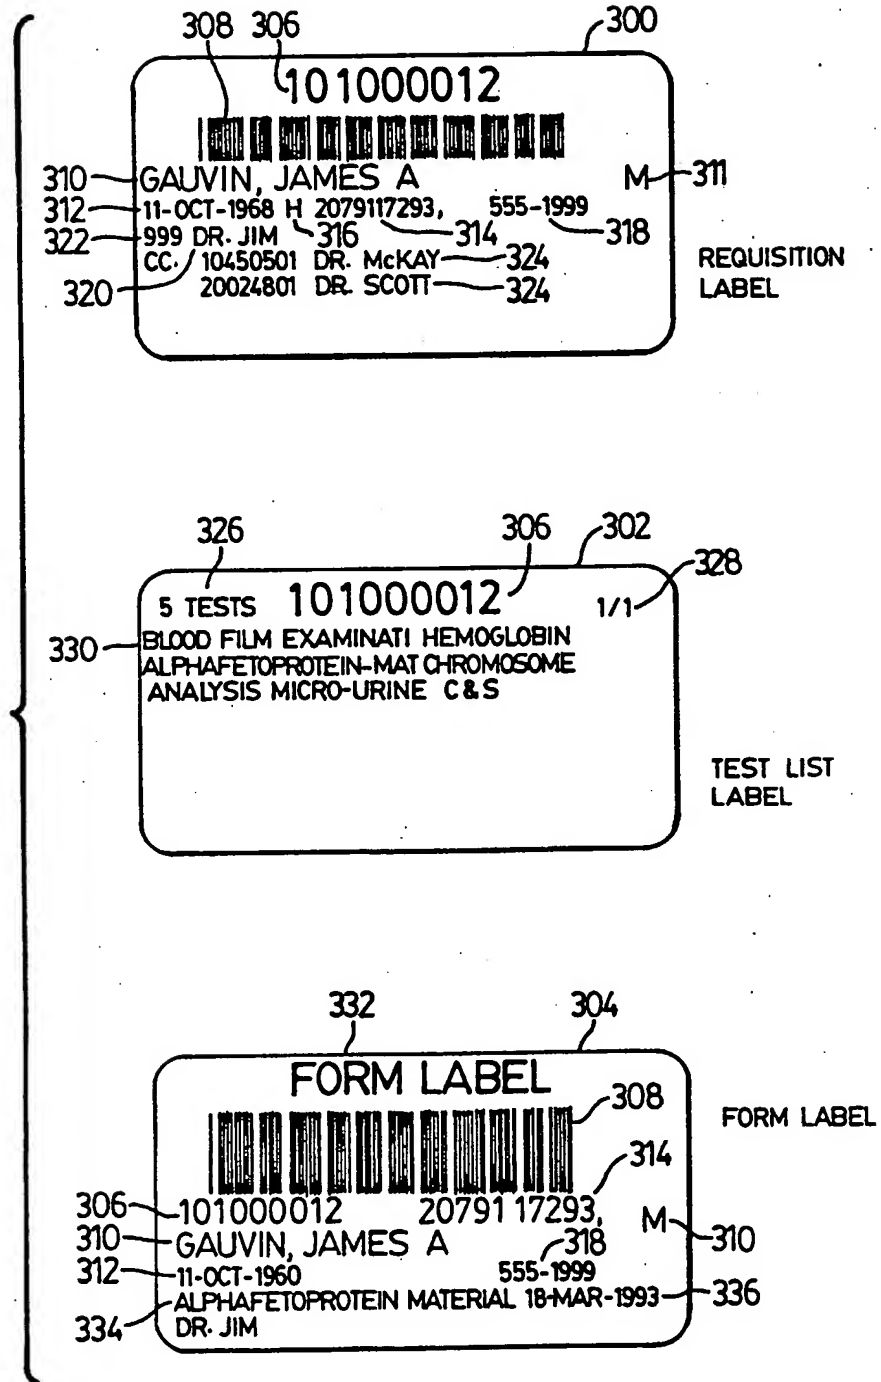 308 306 300
101000012
310 GAUVIN, JAMES A M 311
312 11-OCT-1968 H 2079117293, 555-1999
322 999 DR. JIM 316 314 318
CC. 10450501 DR. McKAY 324
320 20024801 DR. SCOTT 324
REQUISITION
LABEL
326 306 302 328
5 TESTS 101000012 1/1
330 BLOOD FILM EXAMINATI HEMOGLOBIN
ALPHAFETOPROTEIN-MAT CHROMOSOME
ANALYSIS MICRO-URINE C&S
TEST LIST
LABEL
332 304
FORM LABEL
308
FORM LABEL
314
306 101000012 20791 17293,
310 GAUVIN, JAMES A 318 M 310
312 11-OCT-1960 555-1999
334 ALPHAFETOPROTEIN MATERIAL 18-MAR-1993 336
DR. JIM